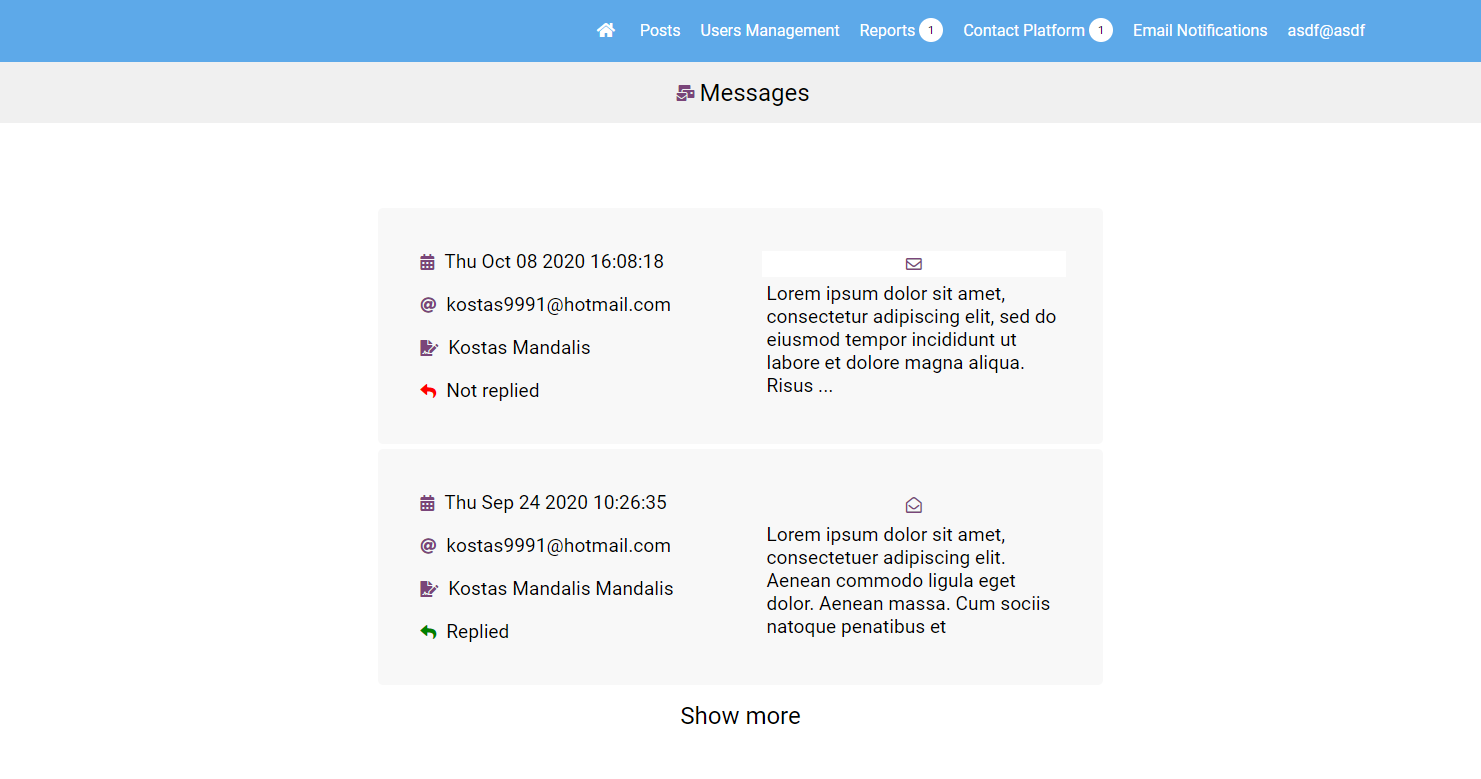 Posts Users Management Reports 1 Contact Platform 1 Email Notifications asdf@asdf
Messages
Thu Oct 08 2020 16:08:18
kostas9991@hotmail.com
Kostas Mandalis
Not replied
Lorem ipsum dolor sit amet,
consectetur adipiscing elit, sed do
eiusmod tempor incididunt ut
labore et dolore magna aliqua.
Risus ...
Thu Sep 24 2020 10:26:35
kostas9991@hotmail.com
Kostas Mandalis Mandalis
Replied
Lorem ipsum dolor sit amet,
consectetuer adipiscing elit.
Aenean commodo ligula eget
dolor. Aenean massa. Cum sociis
natoque penatibus et
Show more